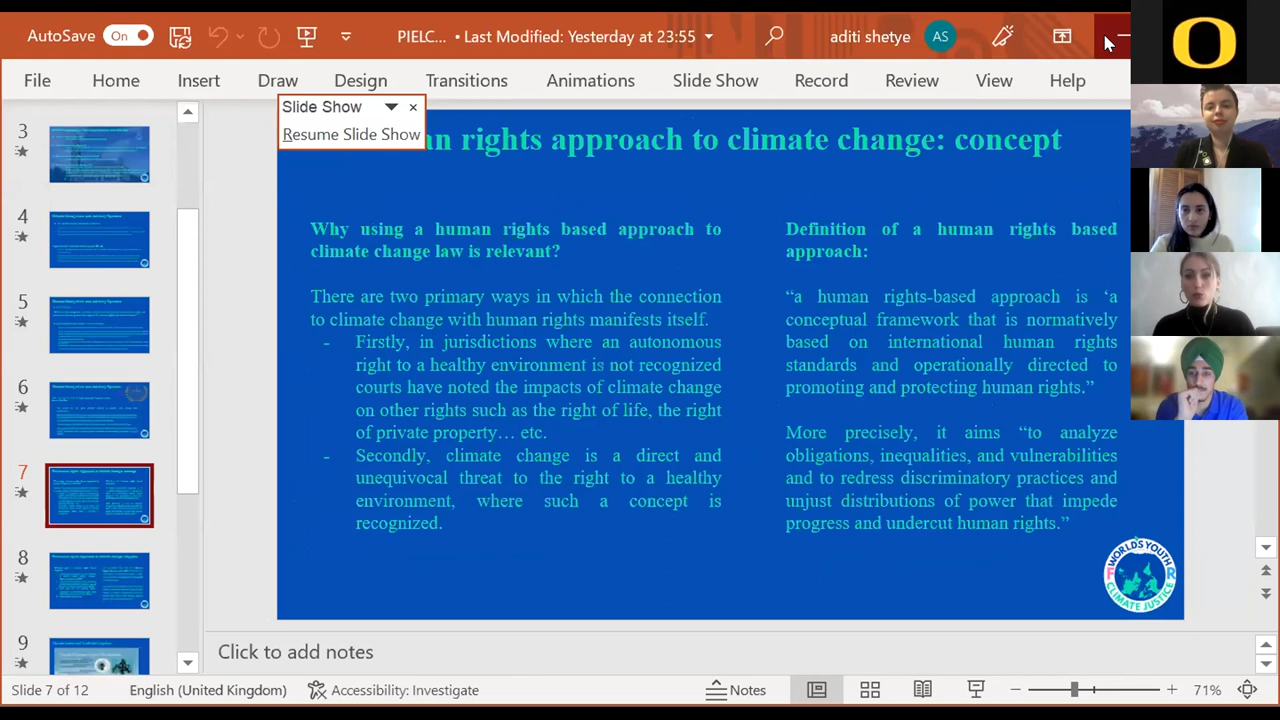 AutoSave On PIELC... • Last Modified: Yesterday at 23:55 aditi shetye AS
File Home Insert Draw Design Transitions Animations Slide Show Record Review View Help
Slide Show
Resume Slide Show
3
4
5
6
7
8
9
rights approach to climate change: concept
Why using a human rights based approach to
climate change law is relevant?
There are two primary ways in which the connection
to climate change with human rights manifests itself.
- Firstly, in jurisdictions where an autonomous
right to a healthy environment is not recognized
courts have noted the impacts of climate change
on other rights such as the right of life, the right
of private property… etc.
- Secondly, climate change is a direct and
unequivocal threat to the right to a healthy
environment, where such a concept is
recognized.
Definition of a human rights based
approach:
“a human rights-based approach is ‘a
conceptual framework that is normatively
based on international human rights
standards and operationally directed to
promoting and protecting human rights.”
More precisely, it aims “to analyze
obligations, inequalities, and vulnerabilities
and to redress discriminatory practices and
unjust distributions of power that impede
progress and undercut human rights.”
WORLD'S YOUTH
CLIMATE JUSTICE
Click to add notes
Slide 7 of 12 English (United Kingdom) Accessibility: Investigate Notes 71%